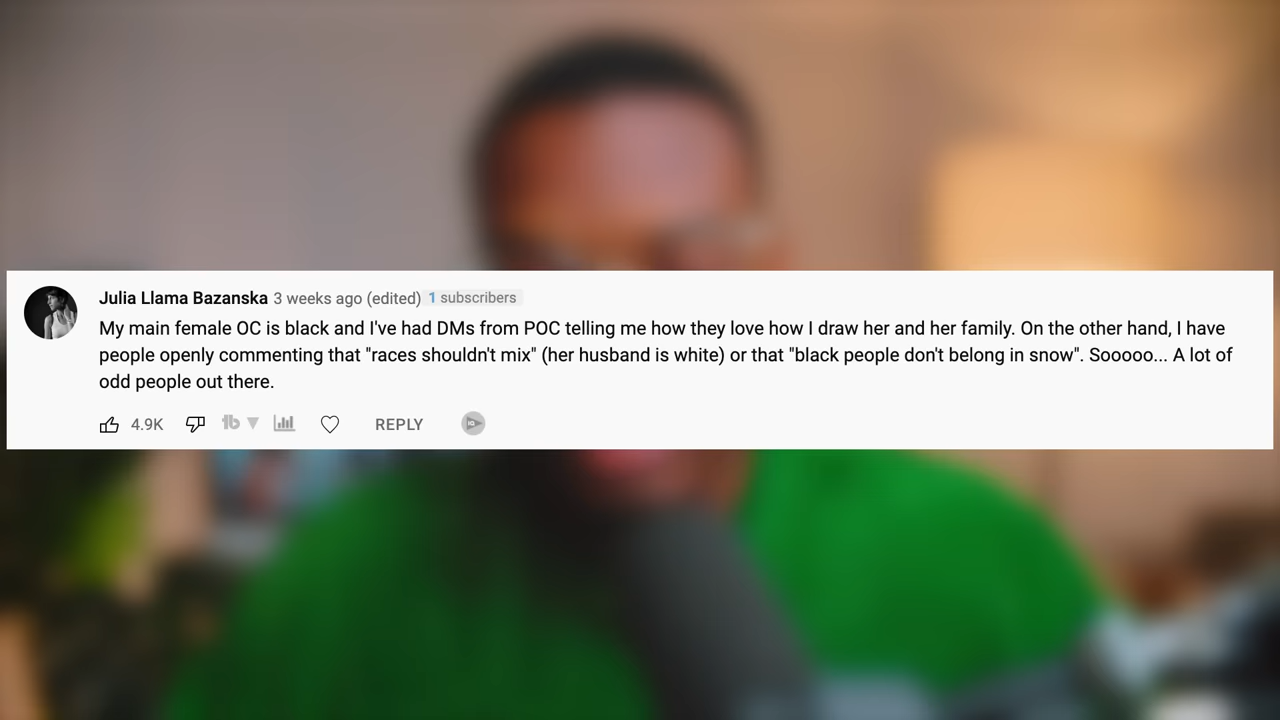 Julia Llama Bazanska 3 weeks ago (edited) 1 subscribers
My main female OC is black and I've had DMs from POC telling me how they love how I draw her and her family. On the other hand, I have
people openly commenting that "races shouldn't mix" (her husband is white) or that "black people don't belong in snow". Sooooo... A lot of
odd people out there.
4.9K tb REPLY